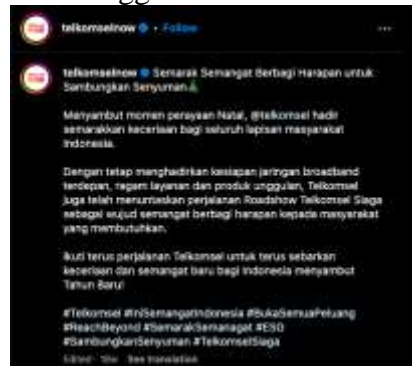 telkomselnow • Follow
telkomselnow Semarak Semangat Berbagi Harapan untuk
Sambungkan Senyuman
Menyambut momen perayaan Natal, @telkomsel hadir
semarakkan keceriaan bagi seluruh lapisan masyarakat
Indonesia.
Dengan tetap menghadirkan kesiapan jaringan broadband
terdepan, ragam layanan dan produk unggulan, Telkomsel
juga telah menuntaskan perjalanan Roadshow Telkomsel Siaga
sebagai wujud semangat berbagi harapan kepada masyarakat
yang membutuhkan.
Ikuti terus perjalanan Telkomsel untuk terus sebarkan
keceriaan dan semangat baru bagi Indonesia menyambut
Tahun Baru!
#Telkomsel #IniSemangatIndonesia #BukaSemuaPeluang
#ReachBeyond #SemarakSemanagat #ESG
#SambungkanSenyuman #TelkomselSiaga
Edited · See translation